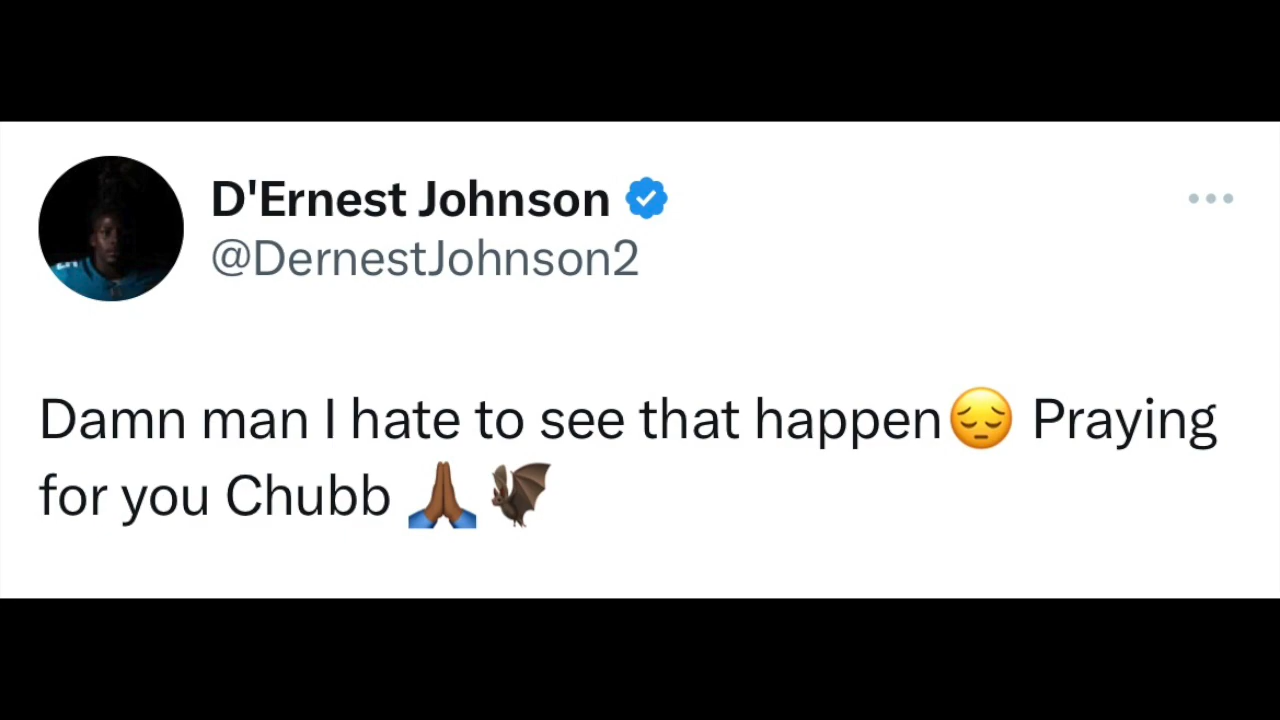 D'Ernest Johnson
@DernestJohnson2
Damn man I hate to see that happen😔 Praying
for you Chubb 🙏🏾🦇